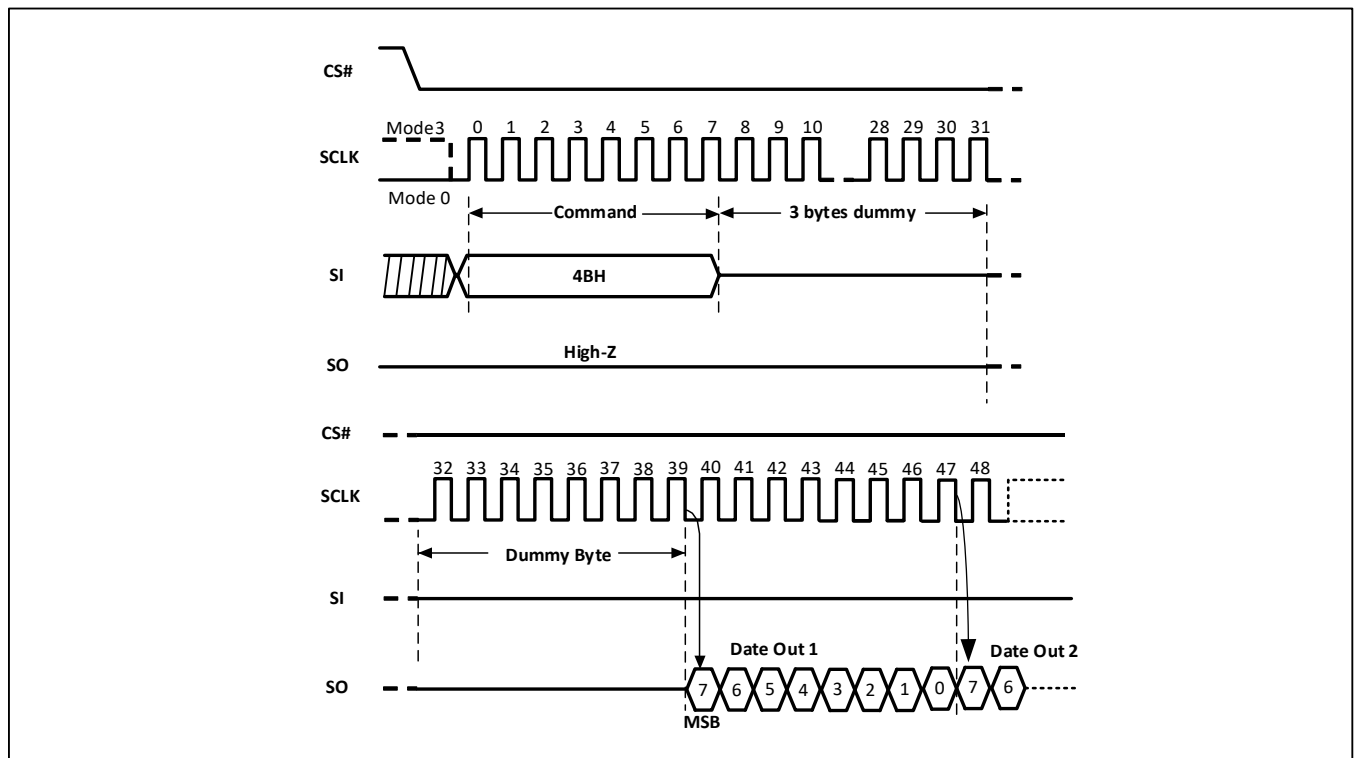 CS#
Mode3 0 1 2 3 4 5 6 7 8 9 10 28 29 30 31
SCLK
Mode 0
Command 3 bytes dummy
SI 4BH
High-Z
SO
CS#
32 33 34 35 36 37 38 39 40 41 42 43 44 45 46 47 48
SCLK
Dummy Byte
SI
Date Out 1 Date Out 2
SO 7 6 5 4 3 2 1 0 7 6
MSB